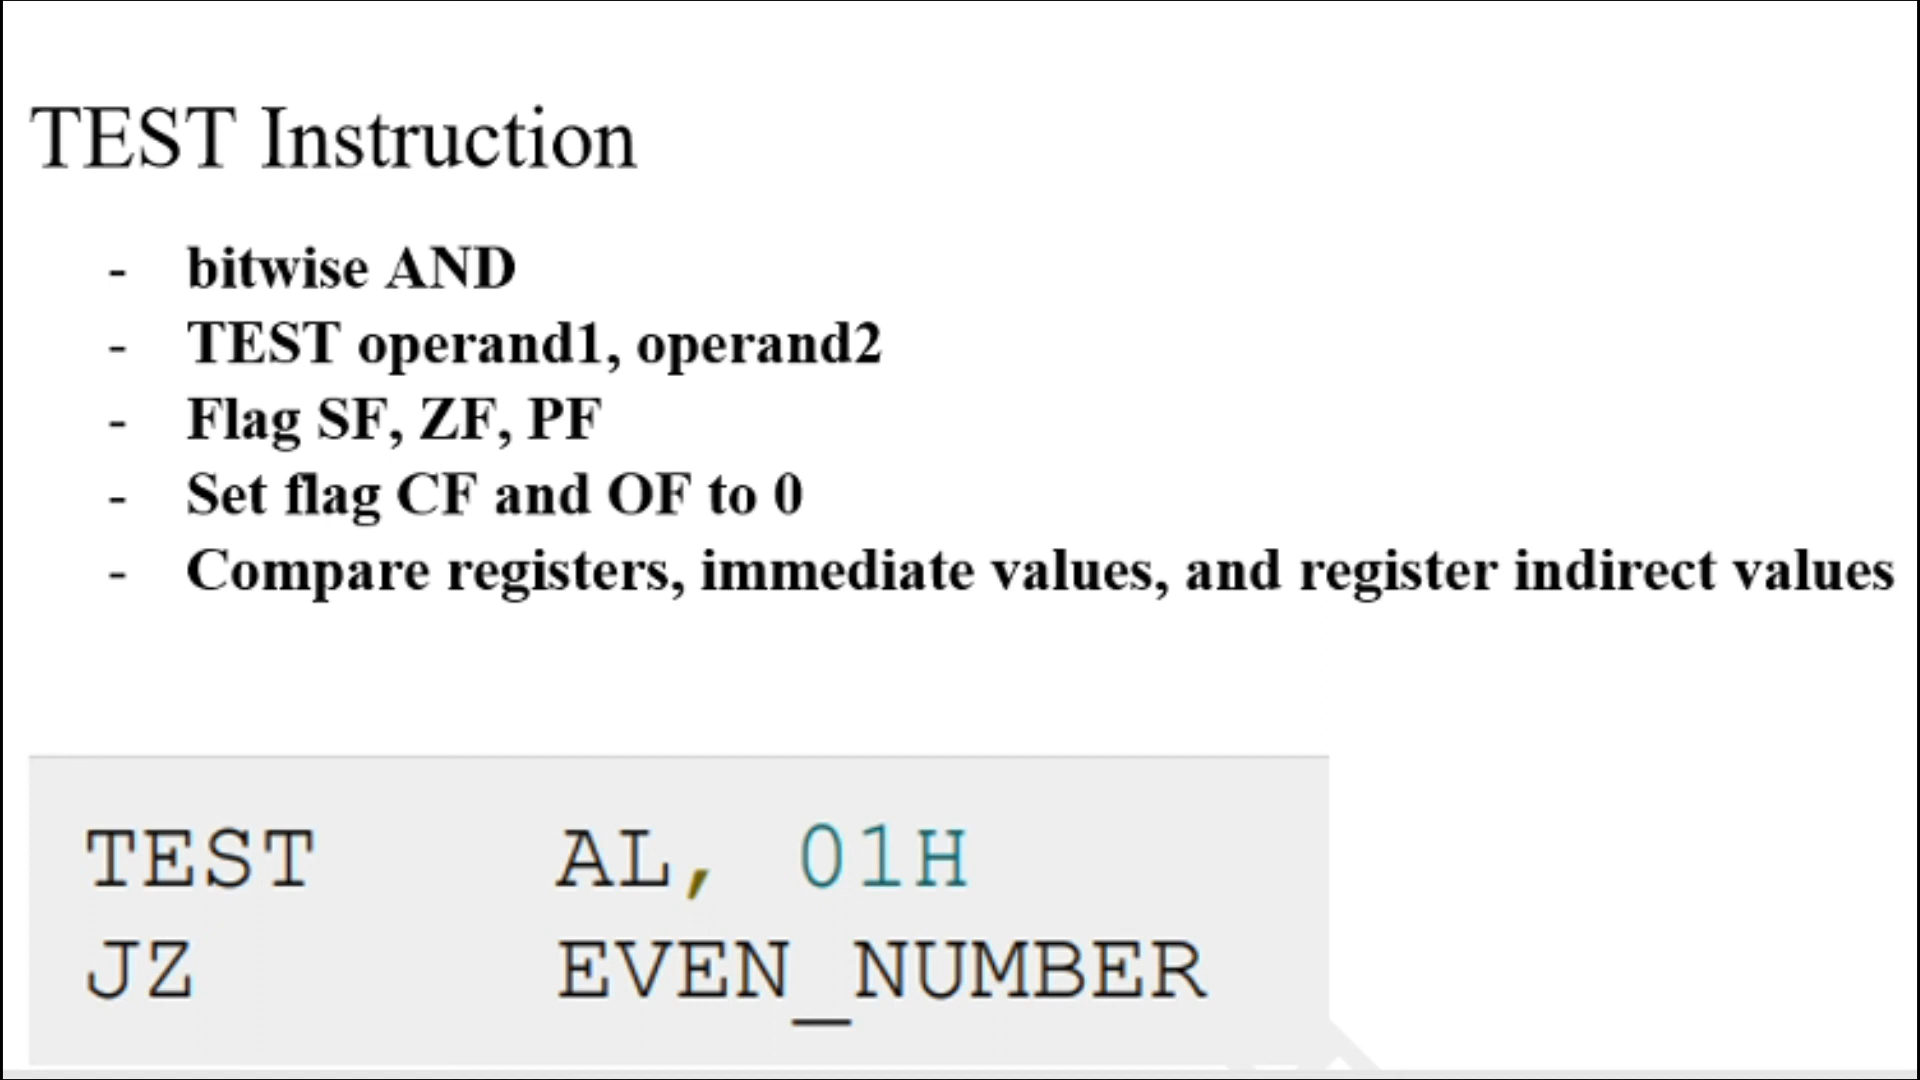 TEST Instruction
- bitwise AND
- TEST operand1, operand2
- Flag SF, ZF, PF
- Set flag CF and OF to 0
- Compare registers, immediate values, and register indirect values
TEST AL, 01H
JZ EVEN_NUMBER